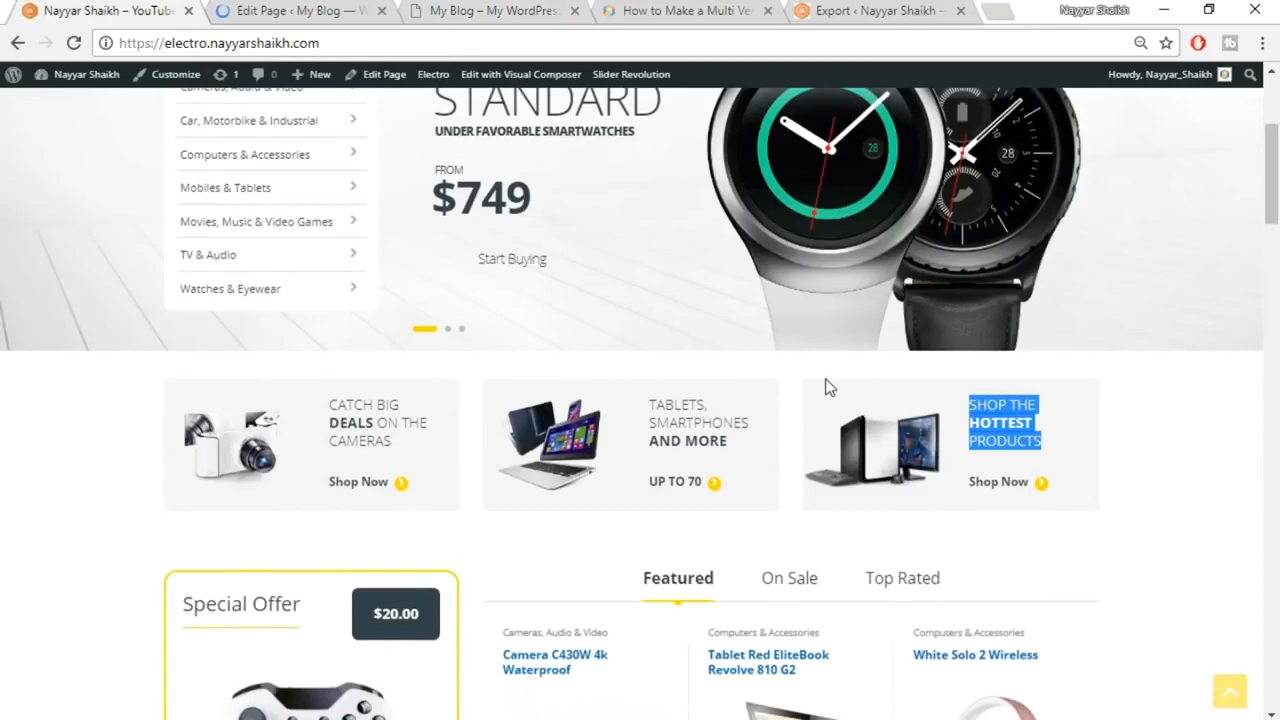 Nayyar Shaikh – YouTub
Edit Page ‹ My Blog — W
My Blog – My WordPres
How to Make a Multi Ve
Export ‹ Nayyar Shaikh —
Nayyar Shaikh
https://electro.nayyarshaikh.com
Nayyar Shaikh
Customize
1
0
New
Edit Page
Electro
Edit with Visual Composer
Slider Revolution
Howdy, Nayyar_Shaikh
Cameras, Audio & Video
Car, Motorbike & Industrial
Computers & Accessories
Mobiles & Tablets
Movies, Music & Video Games
TV & Audio
Watches & Eyewear
STANDARD
UNDER FAVORABLE SMARTWATCHES
FROM
$749
Start Buying
28
28
CATCH BIG
DEALS ON THE
CAMERAS
Shop Now
TABLETS,
SMARTPHONES
AND MORE
UP TO 70
SHOP THE
HOTTEST
PRODUCTS
Shop Now
Special Offer
$20.00
Featured
On Sale
Top Rated
Cameras, Audio & Video
Camera C430W 4k
Waterproof
Computers & Accessories
Tablet Red EliteBook
Revolve 810 G2
Computers & Accessories
White Solo 2 Wireless